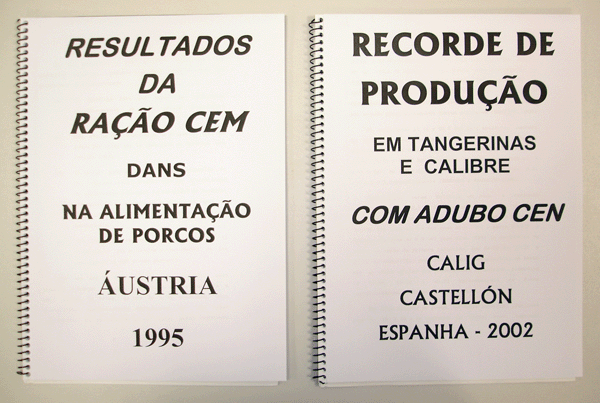 RESULTADOS
DA
RAÇÃO CEM
DANS
NA ALIMENTAÇÃO
DE PORCOS
ÁUSTRIA
1995
RECORDE DE
PRODUÇÃO
EM TANGERINAS
E CALIBRE
COM ADUBO CEN
CALIG
CASTELLÓN
ESPANHA - 2002